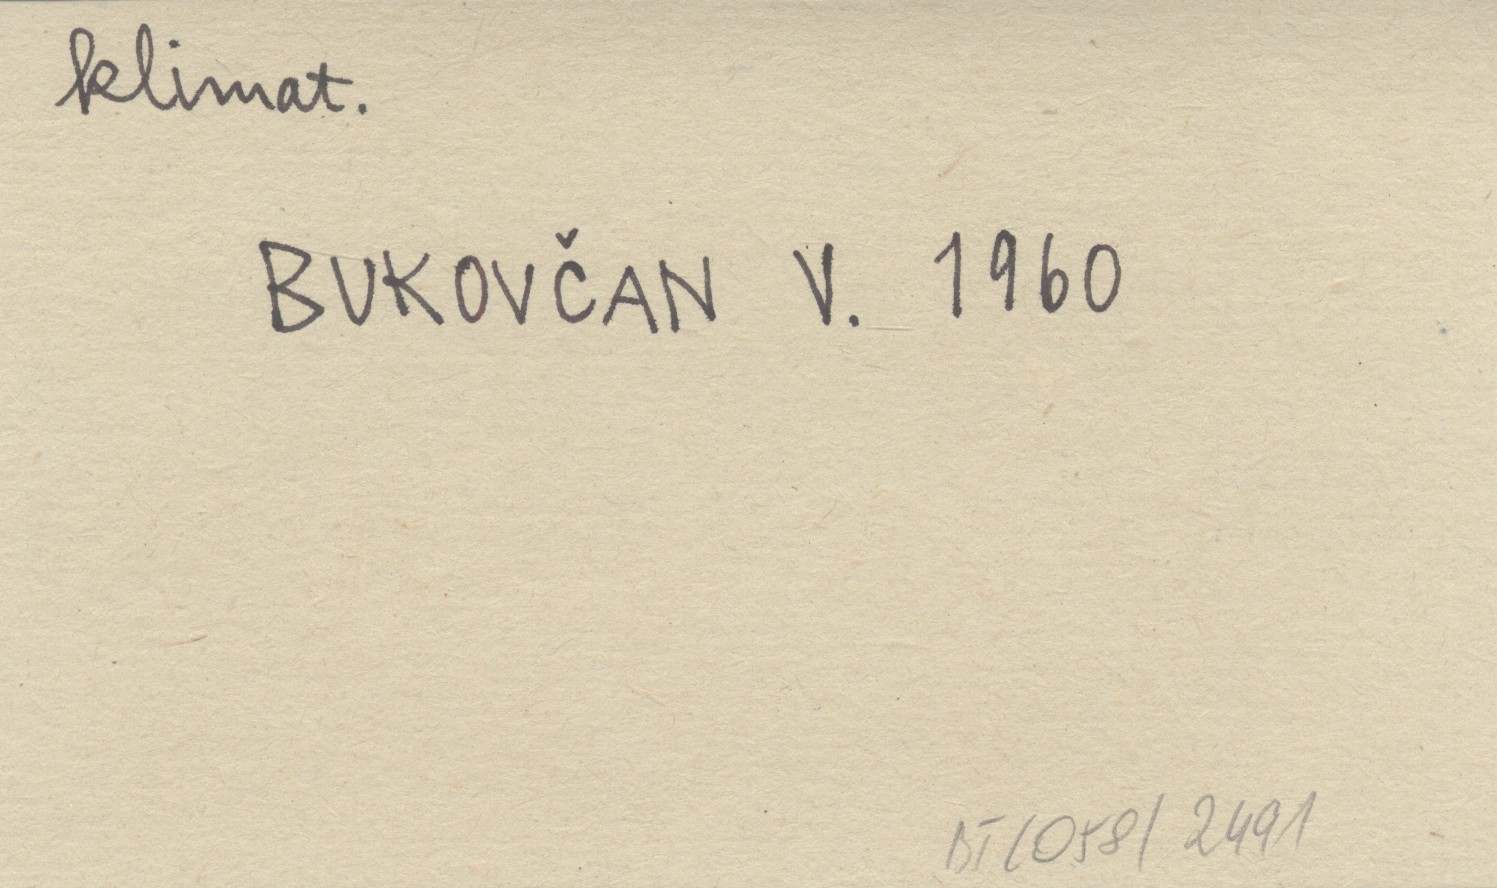 klimat.
BUKOVČAN V. 1960
BT/058/ 2491